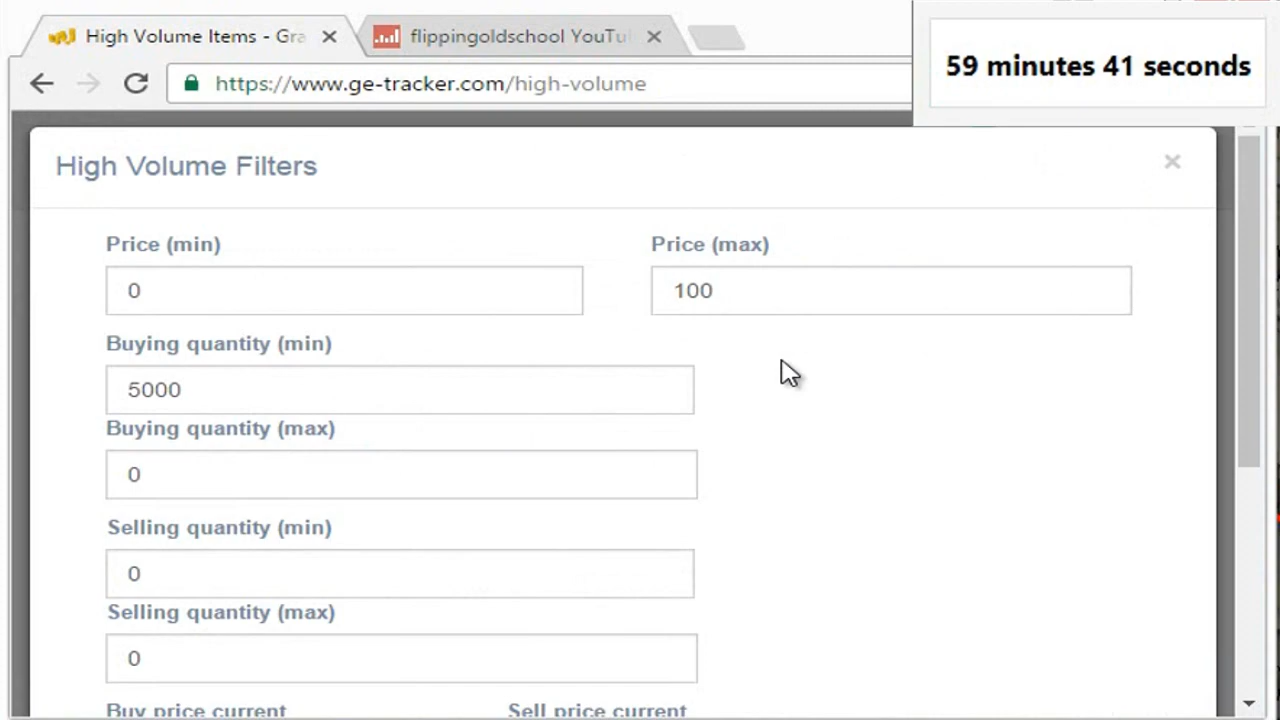 High Volume Items - Gra
flippingoldschool YouTu
59 minutes 41 seconds
https://www.ge-tracker.com/high-volume
High Volume Filters
×
Price (min)
Price (max)
0
100
Buying quantity (min)
5000
Buying quantity (max)
0
Selling quantity (min)
0
Selling quantity (max)
0
Buy price current
Sell price current